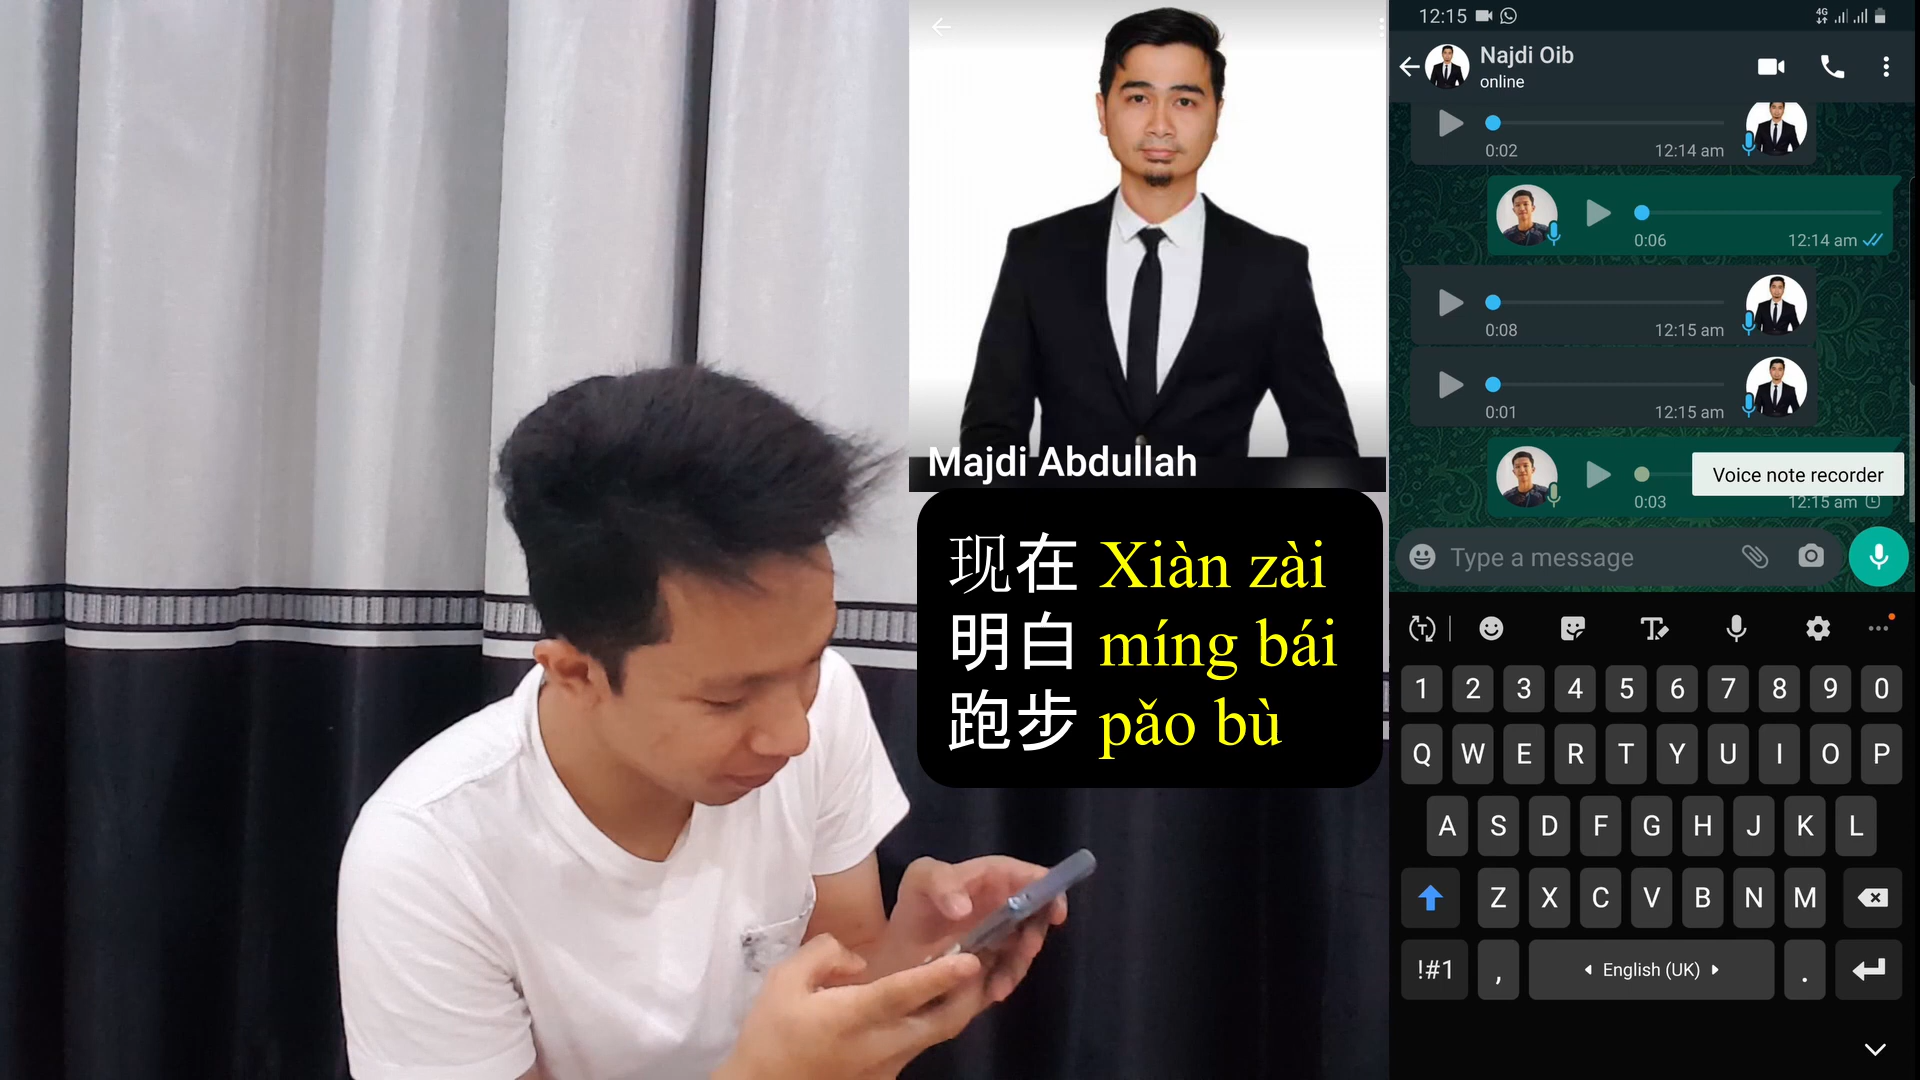 Majdi Abdullah
现在 Xiàn zài
明白 míng bái
跑步 pǎo bù
12:15 4G
Najdi Oib
online
0:02 12:14 am
0:06 12:14 am
0:08 12:15 am
0:01 12:15 am
Voice note recorder
0:03 12:15 am
Type a message
1 2 3 4 5 6 7 8 9 0
Q W E R T Y U I O P
A S D F G H J K L
Z X C V B N M
!#1 , English (UK) .